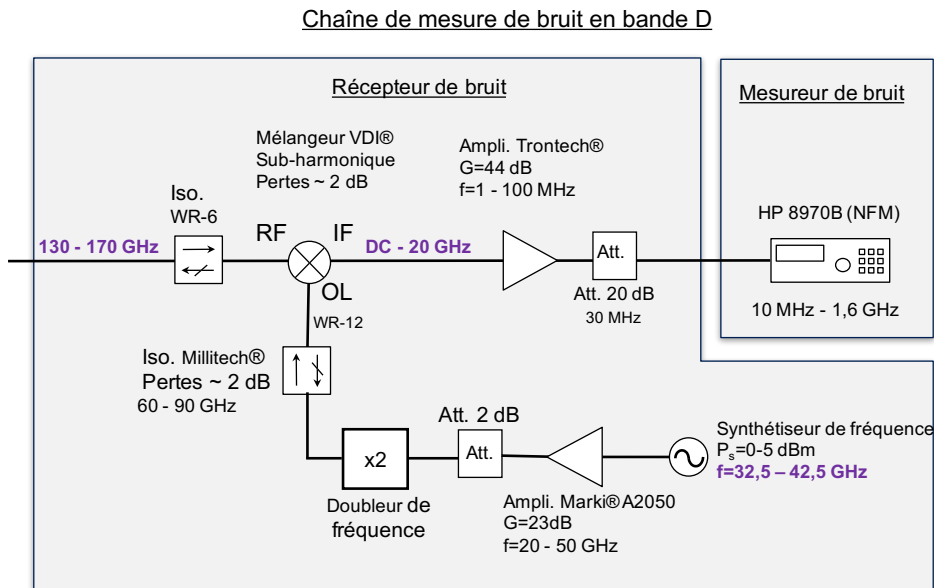 Chaîne de mesure de bruit en bande D
Récepteur de bruit
Mesureur de bruit
Mélangeur VDI®
Sub-harmonique
Pertes ~ 2 dB
Ampli. Trontech®
G=44 dB
f=1 - 100 MHz
Iso.
WR-6
HP 8970B (NFM)
130 - 170 GHz
RF
IF
DC - 20 GHz
Att.
OL
Att. 20 dB
30 MHz
10 MHz - 1,6 GHz
WR-12
Iso. Millitech®
Pertes ~ 2 dB
60 - 90 GHz
Att. 2 dB
Synthétiseur de fréquence
Ps=0-5 dBm
f=32,5 – 42,5 GHz
x2
Att.
Doubleur de
fréquence
Ampli. Marki®A2050
G=23dB
f=20 - 50 GHz